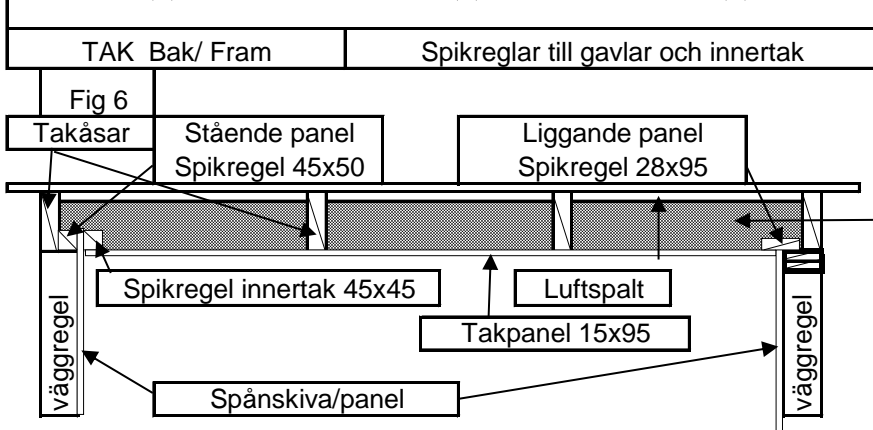 TAK Bak/ Fram
Spikreglar till gavlar och innertak
Fig 6
Takåsar
Stående panel
Spikregel 45x50
Liggande panel
Spikregel 28x95
Spikregel innertak 45x45
Luftspalt
Takpanel 15x95
väggregel
väggregel
Spånskiva/panel